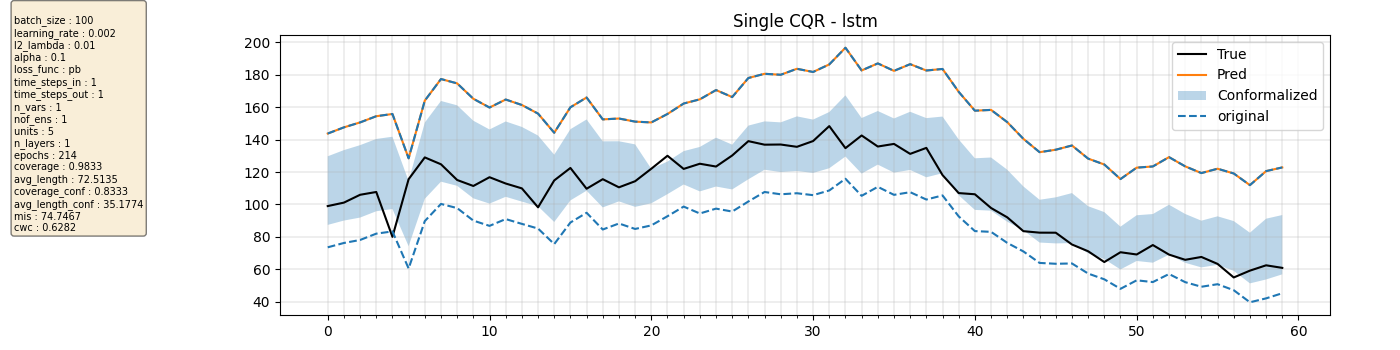 batch_size : 100
learning_rate : 0.002
l2_lambda : 0.01
alpha : 0.1
loss_func : pb
time_steps_in : 1
time_steps_out : 1
n_vars : 1
nof_ens : 1
units : 5
n_layers : 1
epochs : 214
coverage : 0.9833
avg_length : 72.5135
coverage_conf : 0.8333
avg_length_conf : 35.1774
mis : 74.7467
cwc : 0.6282
Single CQR - lstm
200
180
160
140
120
100
80
60
40
True
Pred
Conformalized
original
0 10 20 30 40 50 60